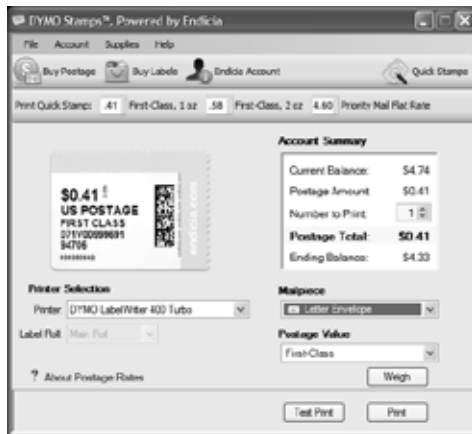 DYMO Stamps™, Powered by Endicia
File Account Supplies Help
Buy Postage Buy Labels Endicia Account Quick Stamps
Print Quick Stamp: .41 First-Class, 1 oz .58 First-Class, 2 oz 4.60 Priority Mail Flat Rate
$0.41
US POSTAGE
FIRST CLASS
071V00999691
94706
endicia.com
Account Summary
Current Balance: $4.74
Postage Amount: $0.41
Number to Print: 1
Postage Total: $0.41
Ending Balance: $4.33
Printer Selection
Printer: DYMO LabelWriter 400 Turbo
Label Roll: Main Roll
? About Postage Rates
Mailpiece
Letter Envelope
Postage Value
First-Class
Weigh
Test Print Print